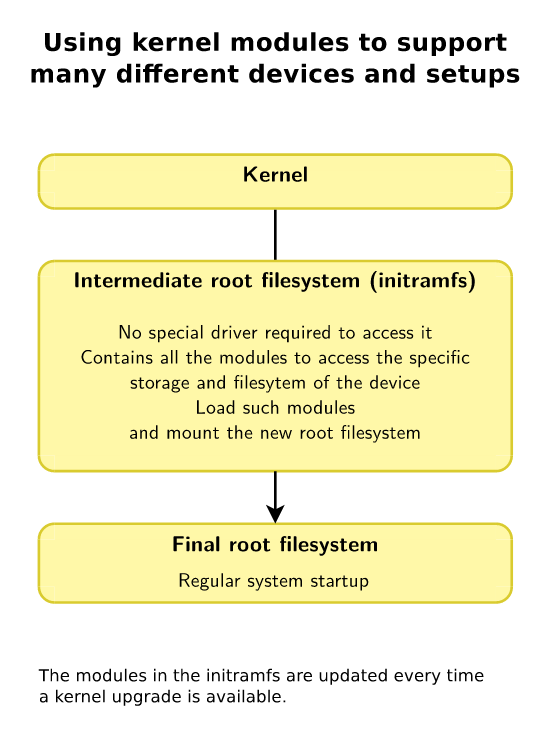 Using kernel modules to support
many different devices and setups
Kernel
Intermediate root filesystem (initramfs)
No special driver required to access it
Contains all the modules to access the specific
storage and filesytem of the device
Load such modules
and mount the new root filesystem
Final root filesystem
Regular system startup
The modules in the initramfs are updated every time
a kernel upgrade is available.